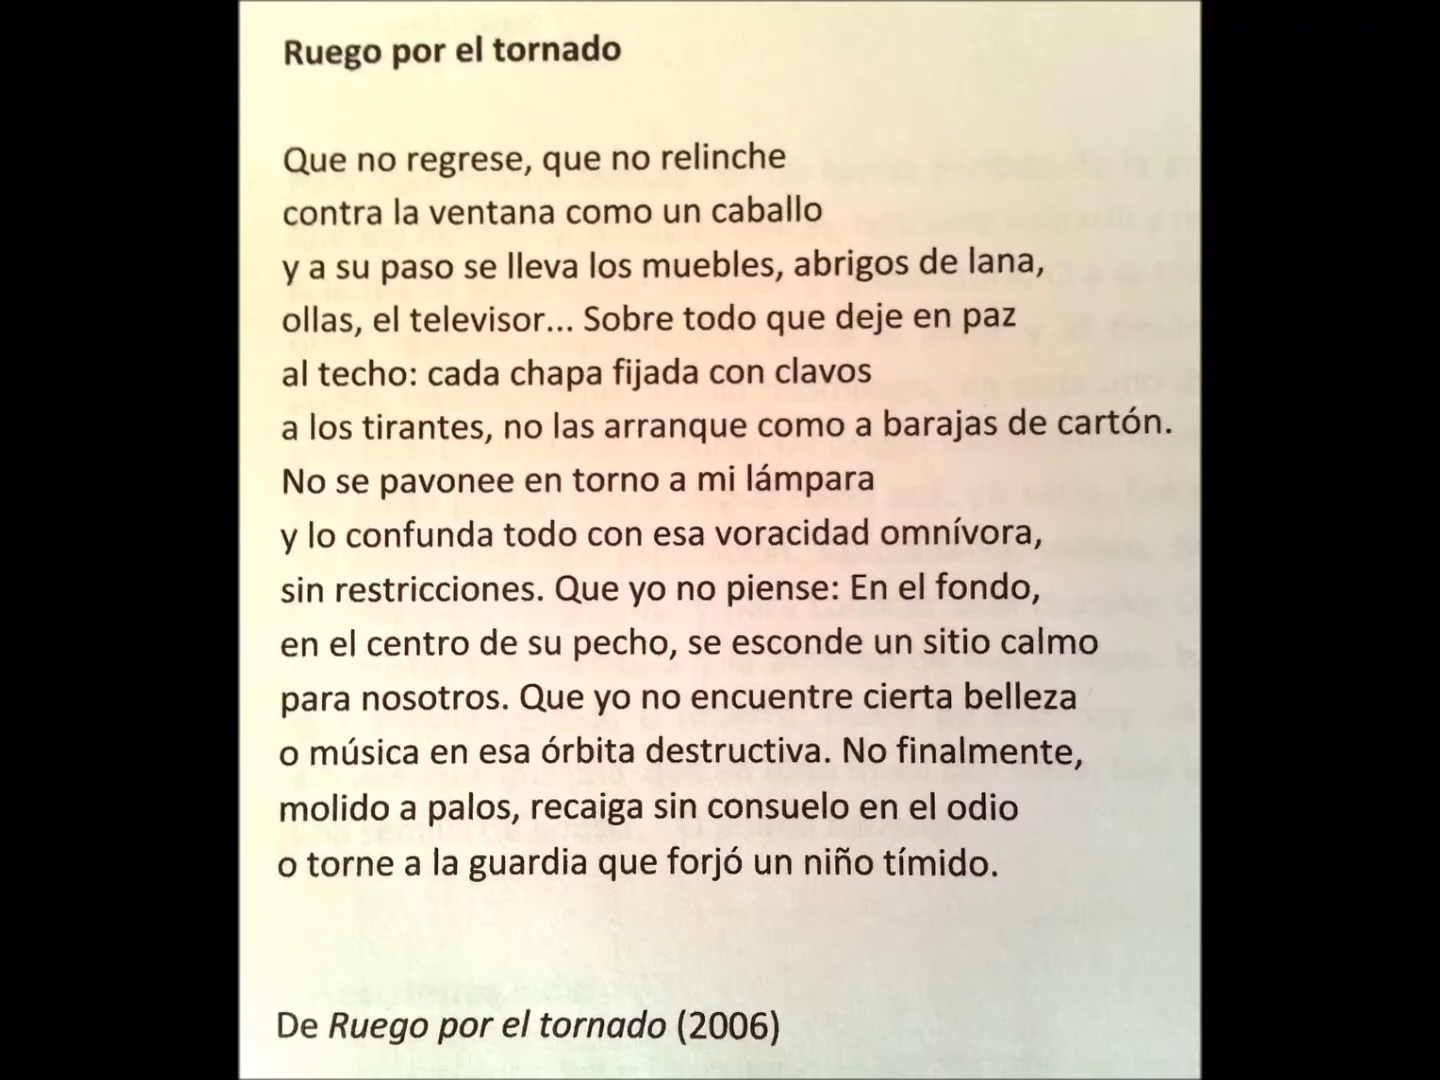 Ruego por el tornado
Que no regrese, que no relinche
contra la ventana como un caballo
y a su paso se lleva los muebles, abrigos de lana,
ollas, el televisor... Sobre todo que deje en paz
al techo: cada chapa fijada con clavos
a los tirantes, no las arranque como a barajas de cartón.
No se pavonee en torno a mi lámpara
y lo confunda todo con esa voracidad omnívora,
sin restricciones. Que yo no piense: En el fondo,
en el centro de su pecho, se esconde un sitio calmo
para nosotros. Que yo no encuentre cierta belleza
o música en esa órbita destructiva. No finalmente,
molido a palos, recaiga sin consuelo en el odio
o torne a la guardia que forjó un niño tímido.
De Ruego por el tornado (2006)